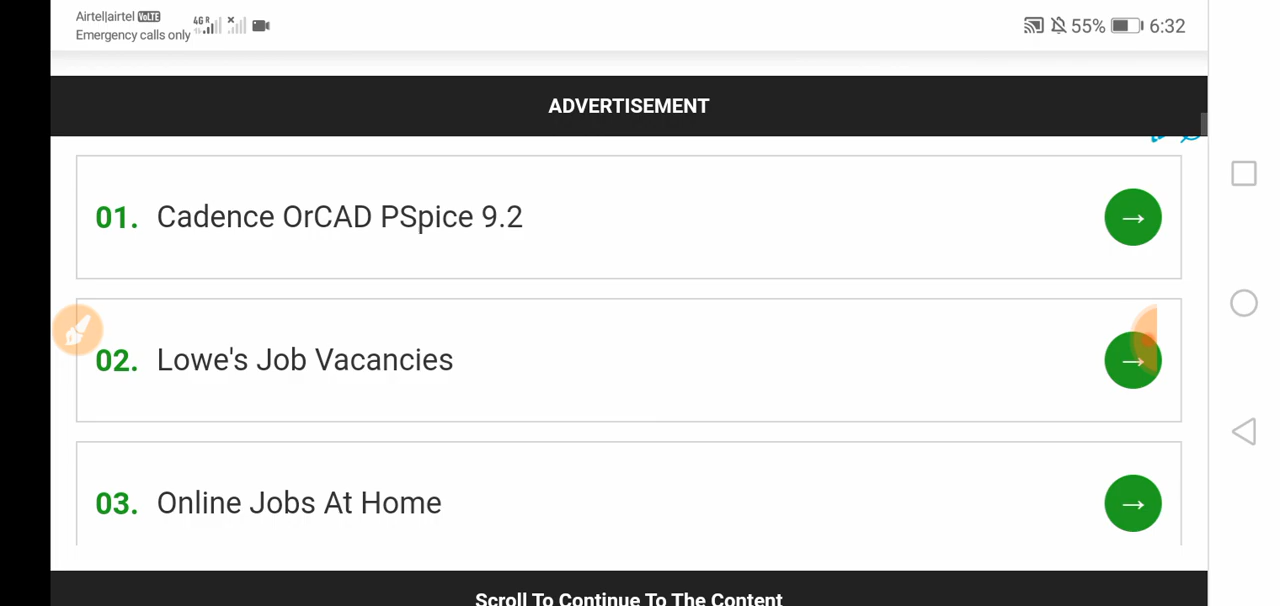 Airtel|airtel VoLTE
Emergency calls only
4G R
55% 6:32
ADVERTISEMENT
01. Cadence OrCAD PSpice 9.2
02. Lowe's Job Vacancies
03. Online Jobs At Home
Scroll To Continue To The Content